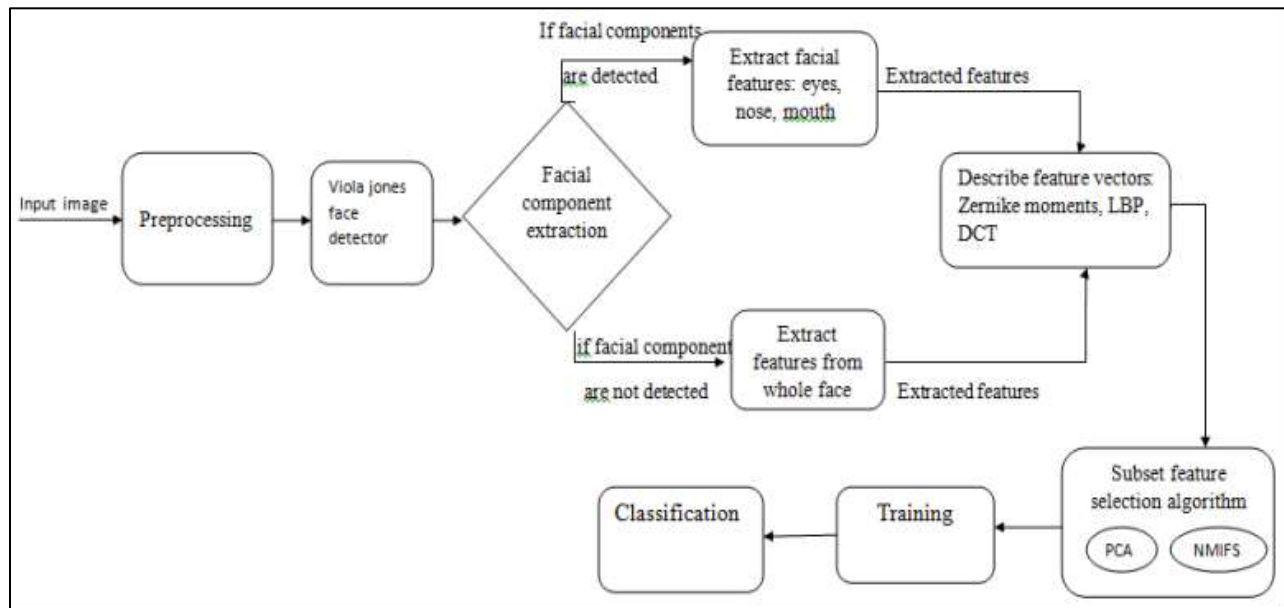 Input image
Preprocessing
Viola jones
face
detector
Facial
component
extraction
If facial components
are detected
Extract facial
features: eyes,
nose, mouth
Extracted features
if facial component
are not detected
Extract
features from
whole face
Extracted features
Describe feature vectors:
Zernike moments, LBP,
DCT
Subset feature
selection algorithm
PCA
NMIFS
Training
Classification